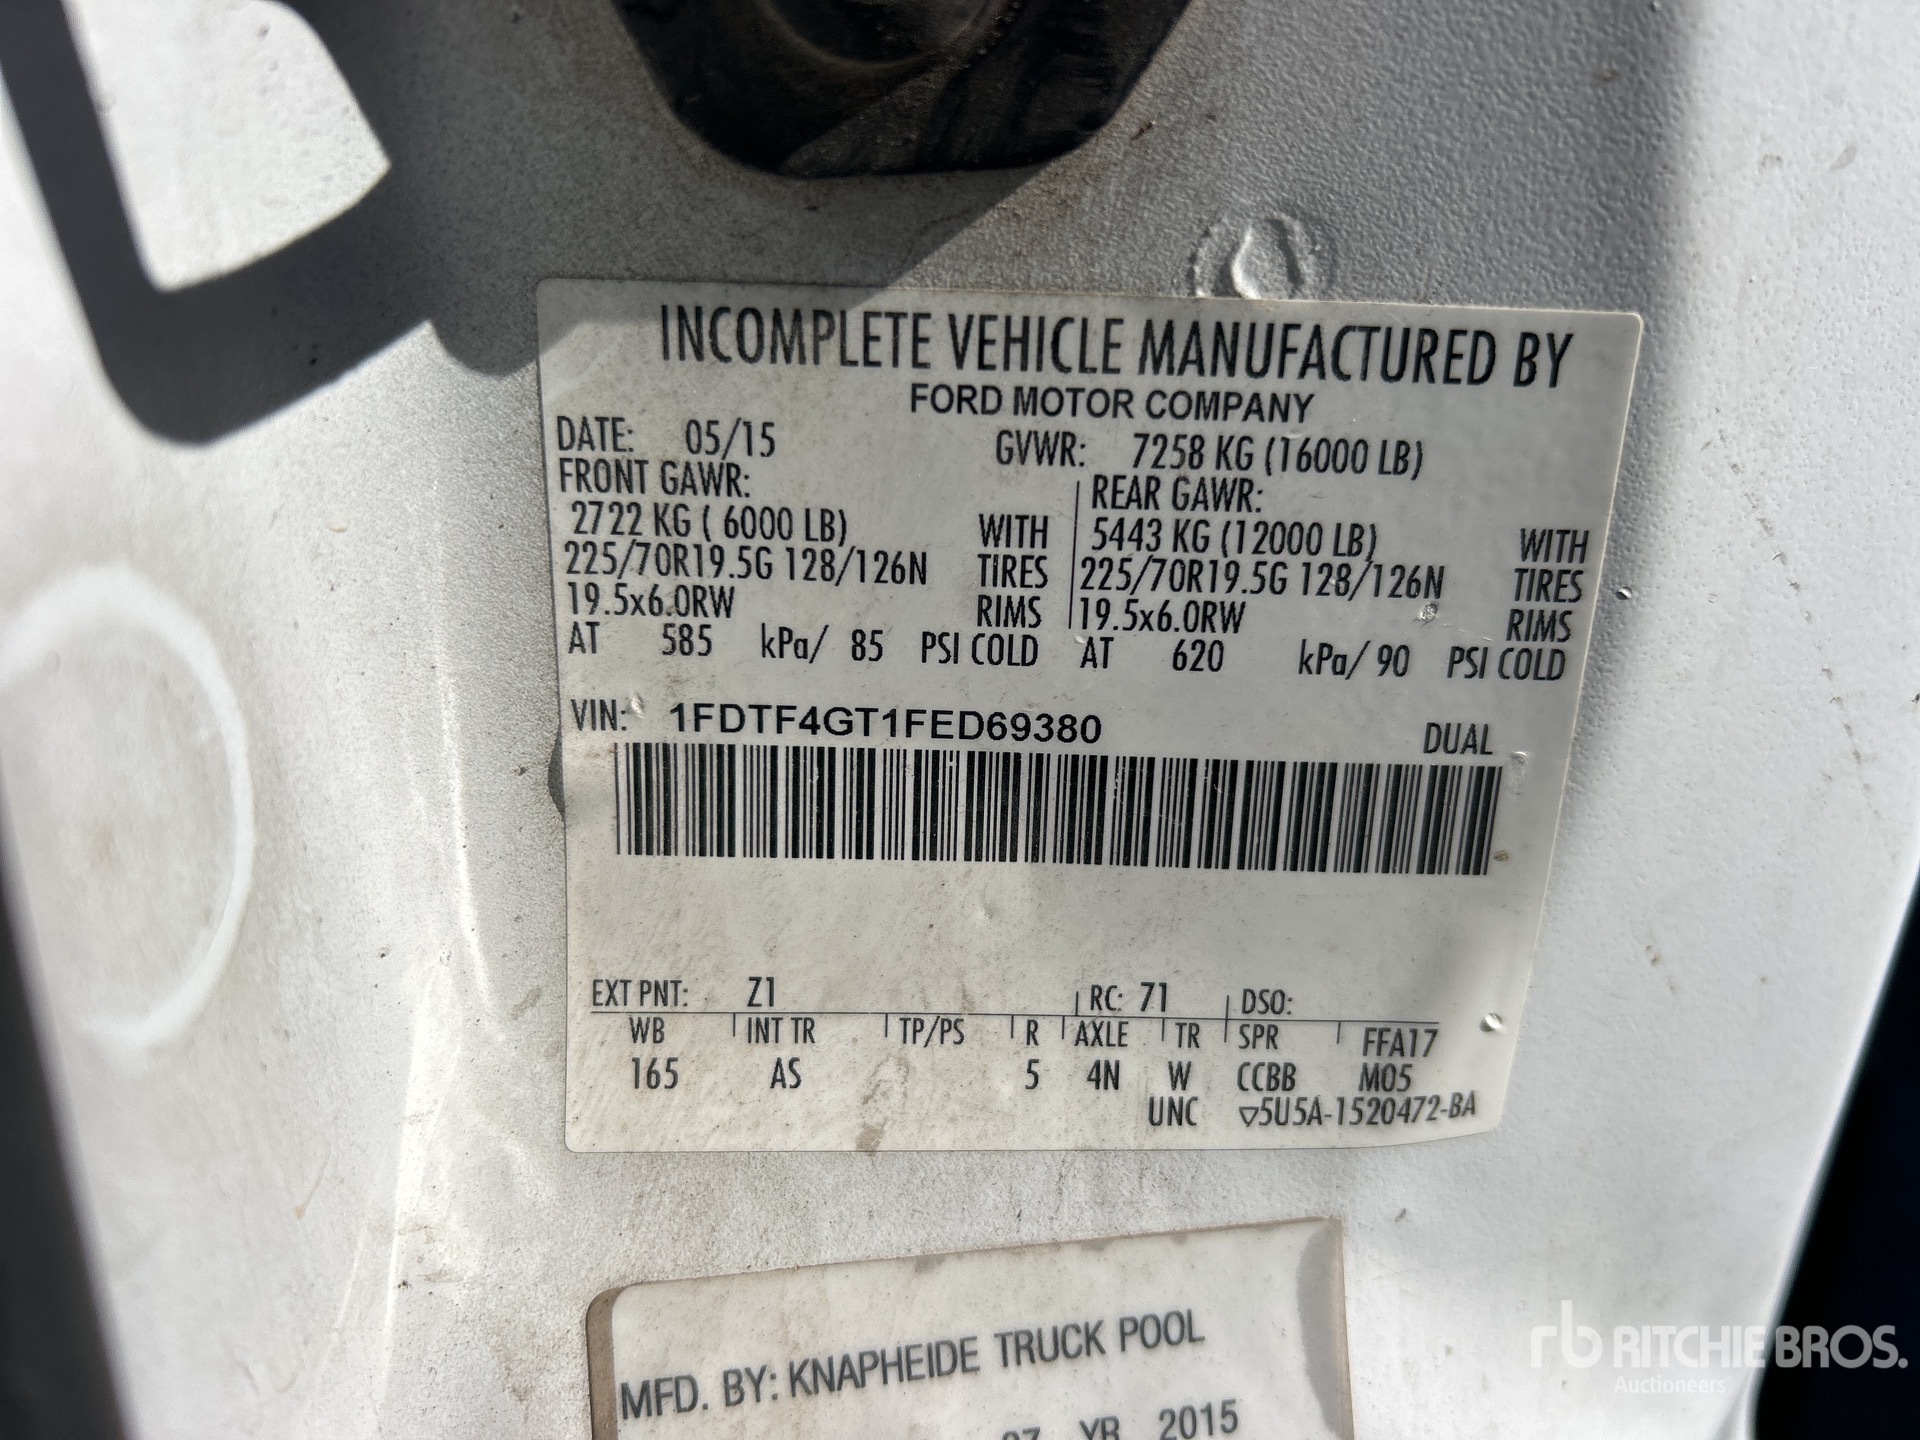 INCOMPLETE VEHICLE MANUFACTURED BY
FORD MOTOR COMPANY
DATE: 05/15 GVWR: 7258 KG (16000 LB)
FRONT GAWR: REAR GAWR:
2722 KG ( 6000 LB) WITH 5443 KG (12000 LB) WITH
225/70R19.5G 128/126N TIRES 225/70R19.5G 128/126N TIRES
19.5x6.0RW RIMS 19.5x6.0RW RIMS
AT 585 kPa/ 85 PSI COLD AT 620 kPa/ 90 PSI COLD
VIN: 1FDTF4GT1FED69380 DUAL
EXT PNT: Z1 RC: 71 DSO:
WB INT TR TP/PS R AXLE TR SPR FFA17
165 AS 5 4N W CCBB M05
UNC ▽5U5A-1520472-BA
MFD. BY: KNAPHEIDE TRUCK POOL
07 YR 2015
rb RITCHIE BROS.
Auctioneers